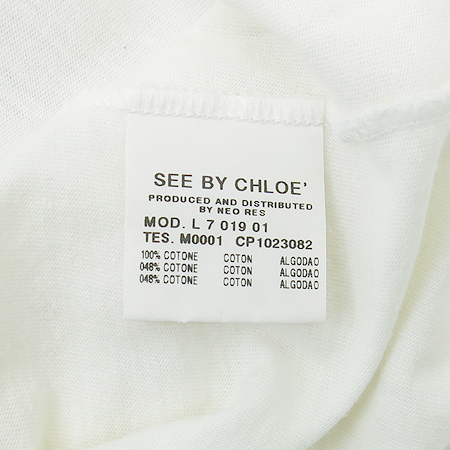 SEE BY CHLOE'
PRODUCED AND DISTRIBUTED
BY NEO RES
MOD. L 7 019 01
TES. M0001 CP1023082
100% COTONE COTON ALGODAO
048% COTONE COTON ALGODAO
048% COTONE COTON ALGODAO